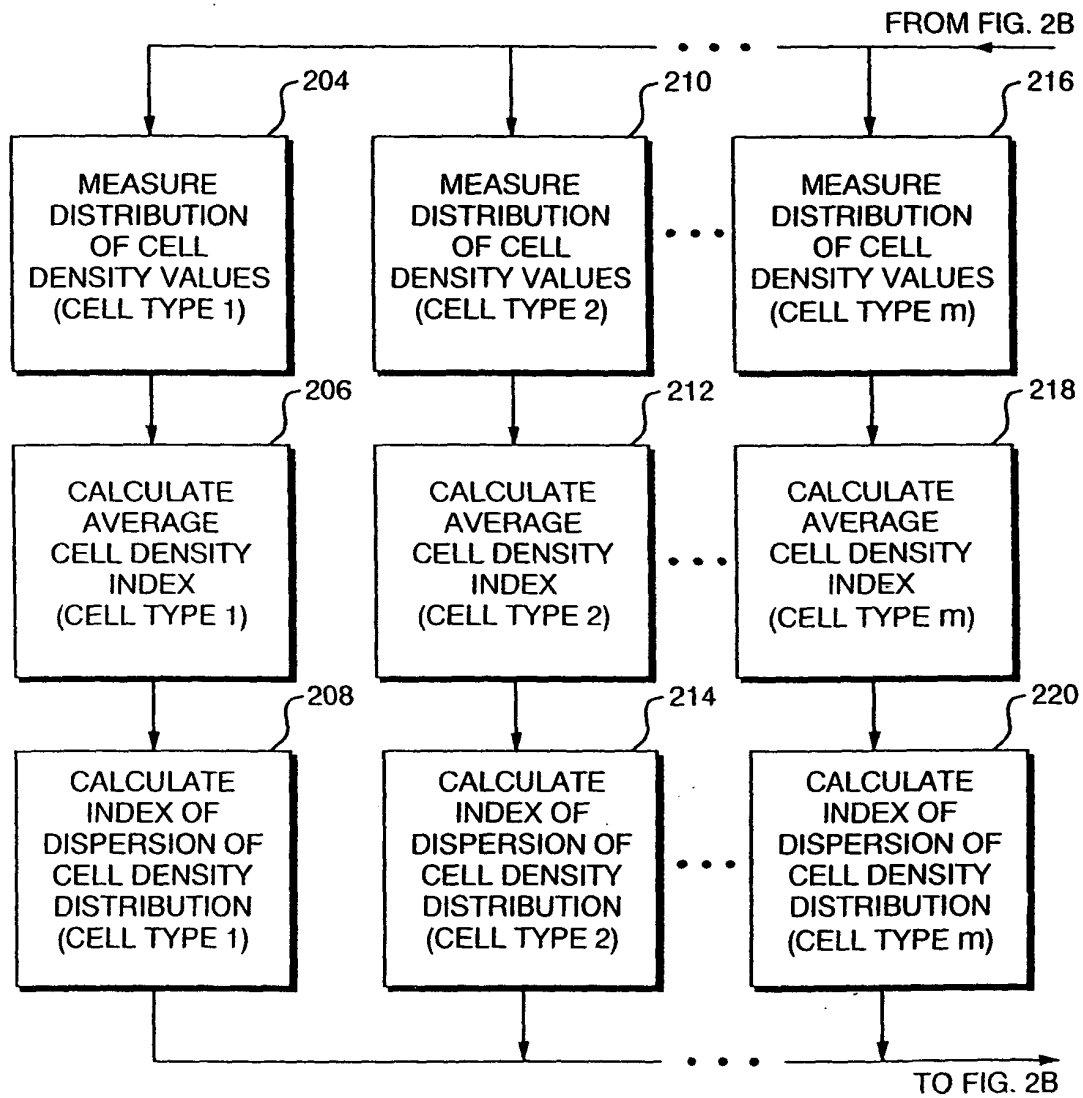 FROM FIG. 2B
204
MEASURE
DISTRIBUTION
OF CELL
DENSITY VALUES
(CELL TYPE 1)
210
MEASURE
DISTRIBUTION
OF CELL
DENSITY VALUES
(CELL TYPE 2)
216
MEASURE
DISTRIBUTION
OF CELL
DENSITY VALUES
(CELL TYPE m)
206
CALCULATE
AVERAGE
CELL DENSITY
INDEX
(CELL TYPE 1)
212
CALCULATE
AVERAGE
CELL DENSITY
INDEX
(CELL TYPE 2)
218
CALCULATE
AVERAGE
CELL DENSITY
INDEX
(CELL TYPE m)
208
CALCULATE
INDEX OF
DISPERSION OF
CELL DENSITY
DISTRIBUTION
(CELL TYPE 1)
214
CALCULATE
INDEX OF
DISPERSION OF
CELL DENSITY
DISTRIBUTION
(CELL TYPE 2)
220
CALCULATE
INDEX OF
DISPERSION OF
CELL DENSITY
DISTRIBUTION
(CELL TYPE m)
TO FIG. 2B